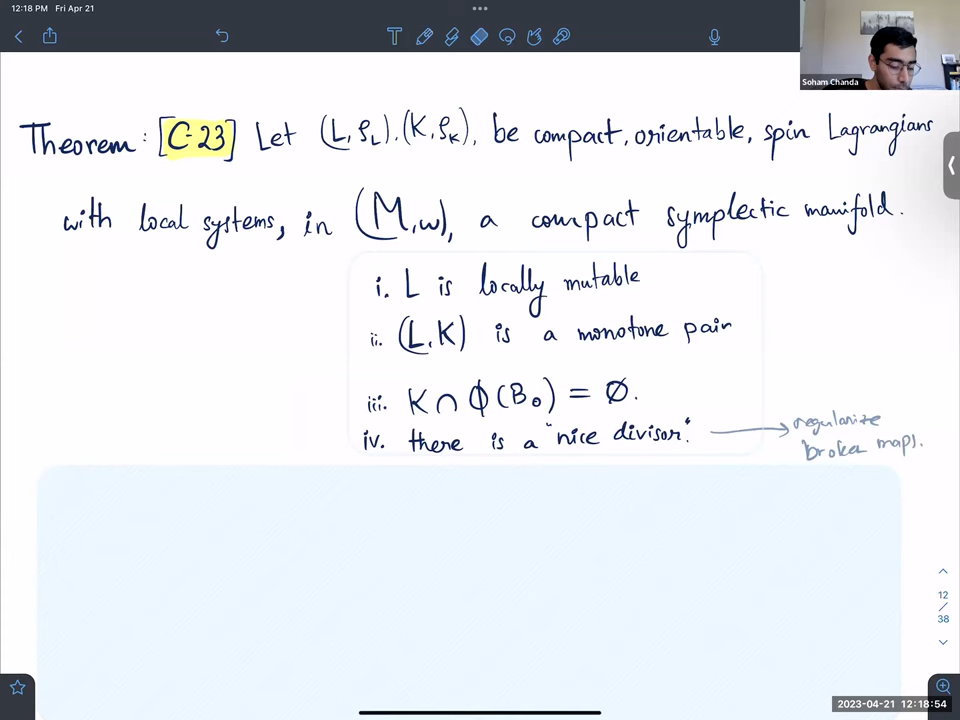 12:18 PM Fri Apr 21
Soham Chanda
Theorem: [C-23] Let (L, ρ_L), (K, ρ_K), be compact, orientable, spin Lagrangians
with local systems, in (M, ω), a compact symplectic manifold.
i. L is locally mutable
ii. (L, K) is a monotone pair
iii. K ∩ ϕ(B₀) = ∅.
iv. there is a "nice divisor."
regularize
broken maps.
12
/
38
2023-04-21 12:18:54